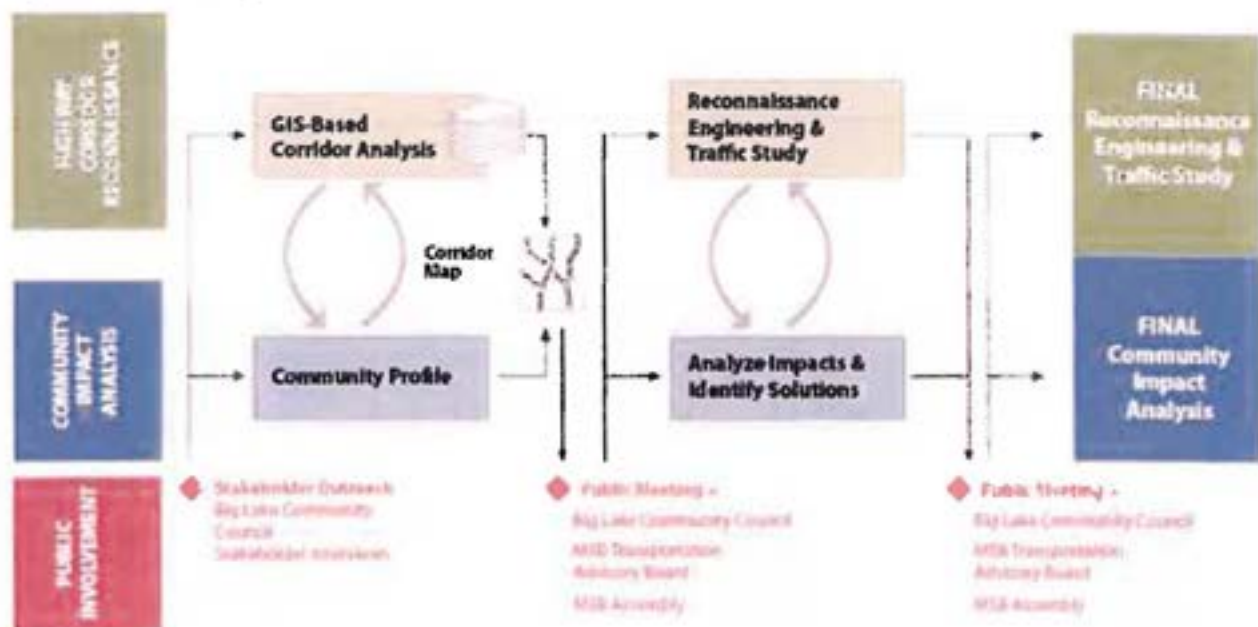 HIGHWAY
CORRIDOR
RECONNAISSANCE
GIS-Based
Corridor Analysis
Reconnaissance
Engineering &
Traffic Study
FINAL
Reconnaissance
Engineering &
Traffic Study
Corridor
Map
COMMUNITY
IMPACT
ANALYSIS
Community Profile
Analyze Impacts &
Identify Solutions
FINAL
Community
Impact
Analysis
PUBLIC
INVOLVEMENT
Stakeholder Outreach
Big Lake Community
Council
Stakeholder Interviews
Public Meeting -
Big Lake Community Council
MSB Transportation
Advisory Board
MSB Assembly
Public Meeting -
Big Lake Community Council
MSB Transportation
Advisory Board
MSB Assembly